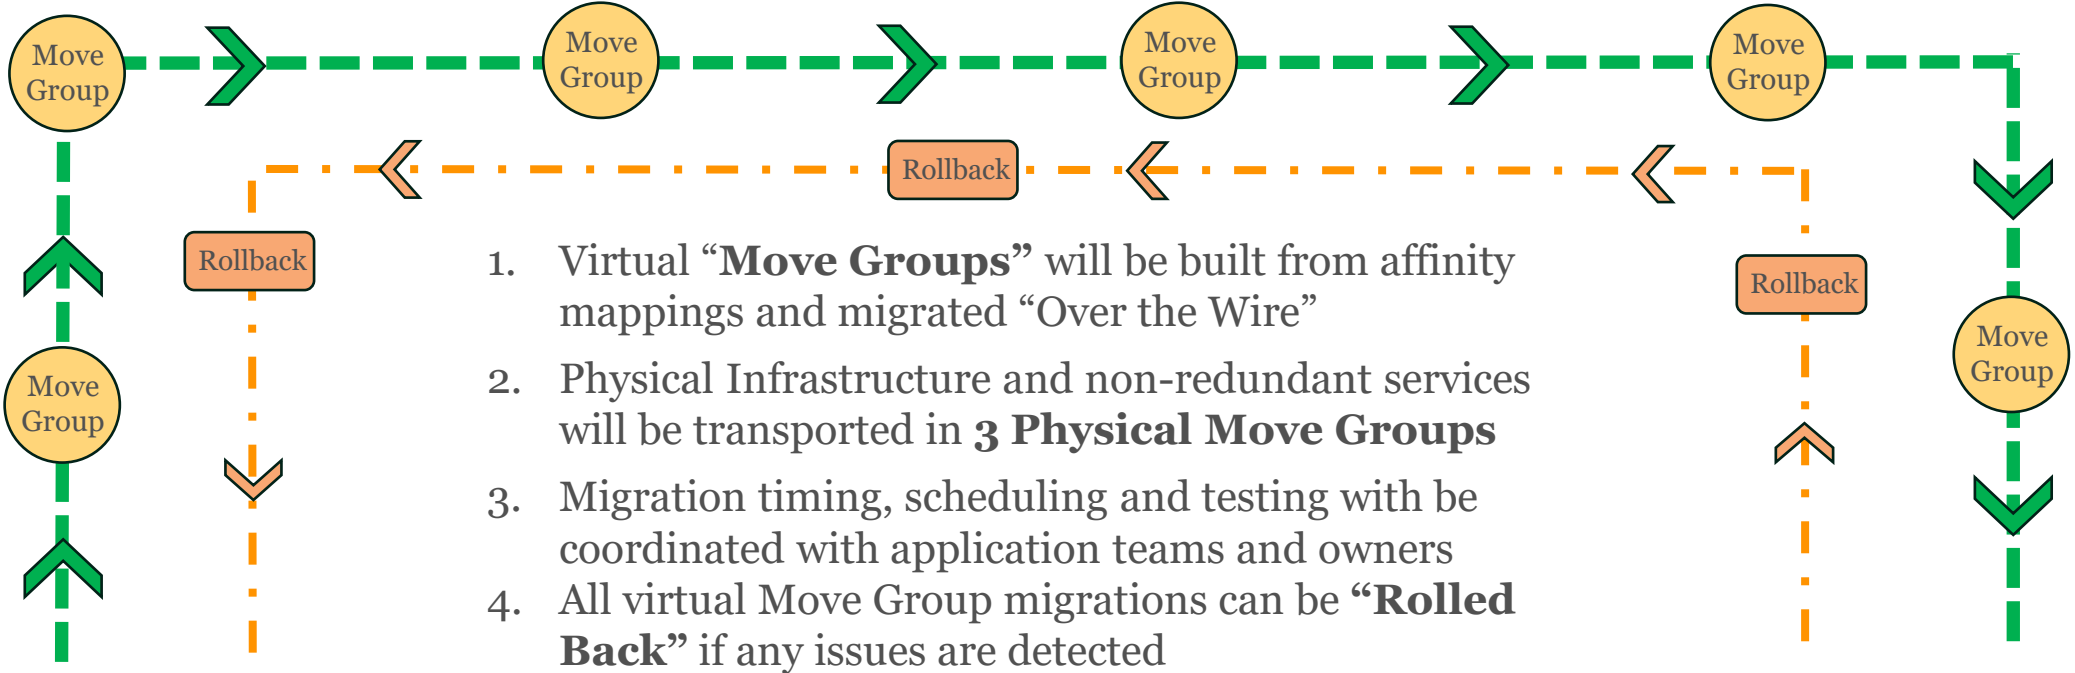 Move
Group
Move
Group
Move
Group
Move
Group
Rollback
Rollback
Rollback
Move
Group
Move
Group
1. Virtual “Move Groups” will be built from affinity
mappings and migrated “Over the Wire”
2. Physical Infrastructure and non-redundant services
will be transported in 3 Physical Move Groups
3. Migration timing, scheduling and testing with be
coordinated with application teams and owners
4. All virtual Move Group migrations can be “Rolled
Back” if any issues are detected